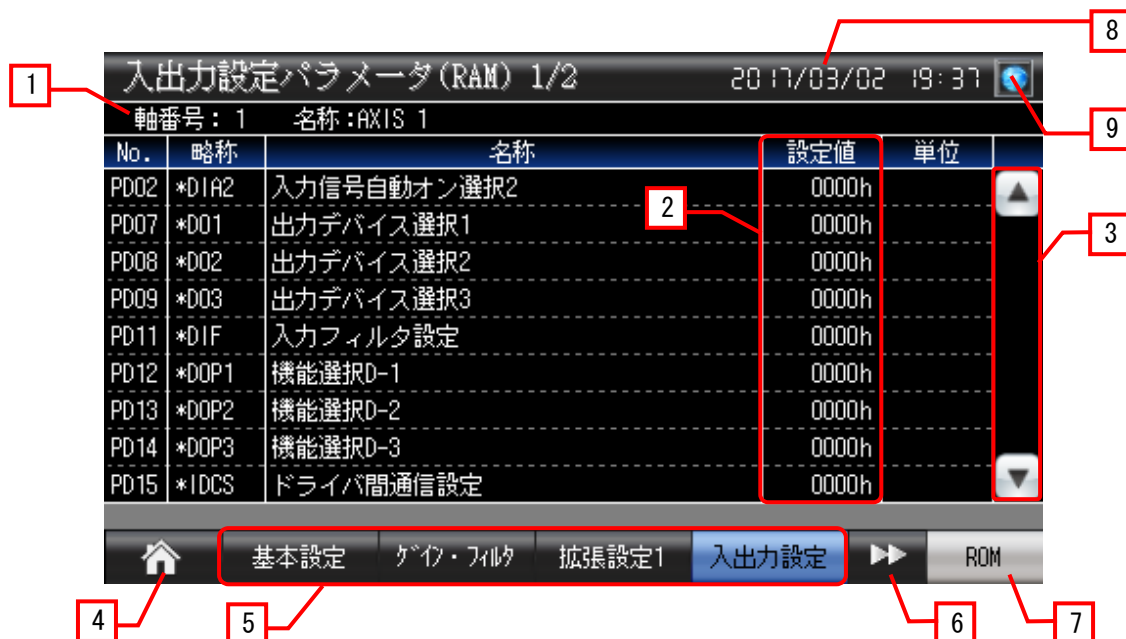 8
入出力設定パラメータ(RAM) 1/2 2017/03/02 19:37
1
軸番号: 1 名称:AXIS 1
9
No. 略称 名称 設定値 単位
PD02 *DIA2 入力信号自動オン選択2 0000h
2
PD07 *DO1 出力デバイス選択1 0000h
3
PD08 *DO2 出力デバイス選択2 0000h
PD09 *DO3 出力デバイス選択3 0000h
PD11 *DIF 入力フィルタ設定 0000h
PD12 *DOP1 機能選択D-1 0000h
PD13 *DOP2 機能選択D-2 0000h
PD14 *DOP3 機能選択D-3 0000h
PD15 *IDCS ドライバ間通信設定 0000h
基本設定 ゲイン・フィルタ 拡張設定1 入出力設定 ROM
4 5 6 7